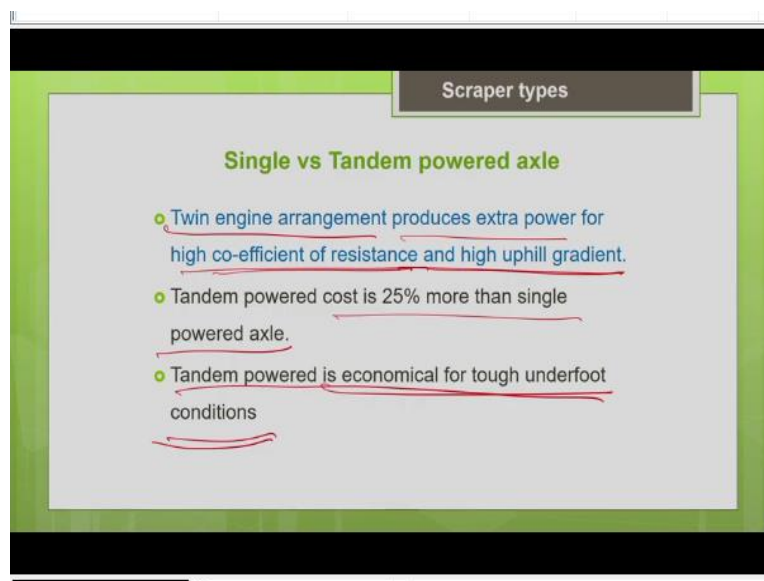 Scraper types
Single vs Tandem powered axle
Twin engine arrangement produces extra power for
high co-efficient of resistance and high uphill gradient.
Tandem powered cost is 25% more than single
powered axle.
Tandem powered is economical for tough underfoot
conditions